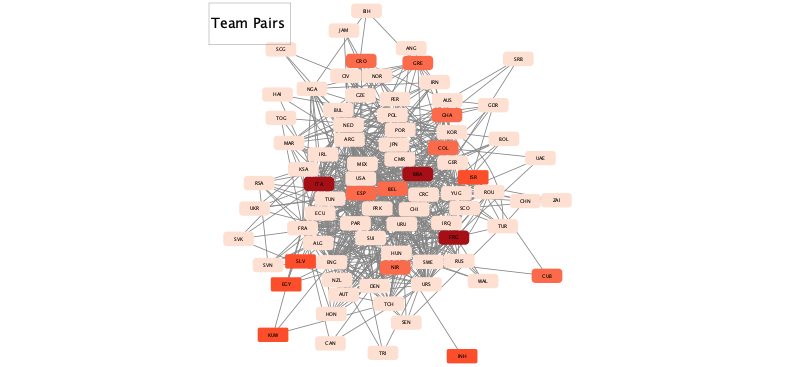 Team Pairs
BIH
JAM
SCG
ANG
CRO
GRE
SRB
CIV
NOR
IRN
NGA
HAI
CZE
PER
AUS
GDR
BUL
POL
GHA
TOG
NED
POR
KOR
ARG
BOL
MAR
JPN
COL
IRL
UAE
CMR
GER
MEX
KSA
BRA
USA
ISR
RSA
ITA
ESP
BEL
CRC
YUG
ROU
TUN
CHN
ZAI
UKR
PRK
CHI
SCO
ECU
PAR
URU
IRQ
TUR
FRA
SVK
SUI
FRG
ALG
HUN
SLV
ENG
SWE
RUS
SVN
NIR
CUB
EGY
NZL
DEN
URS
WAL
AUT
TCH
HON
SEN
KUW
CAN
TRI
INH